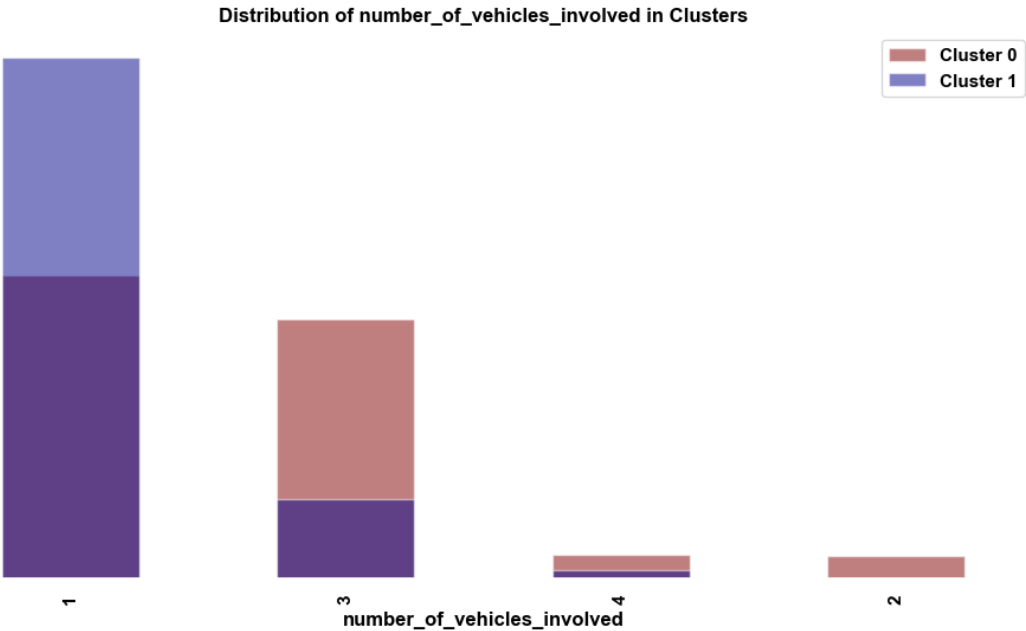 Distribution of number_of_vehicles_involved in Clusters
Cluster 0
Cluster 1
1
3
4
2
number_of_vehicles_involved